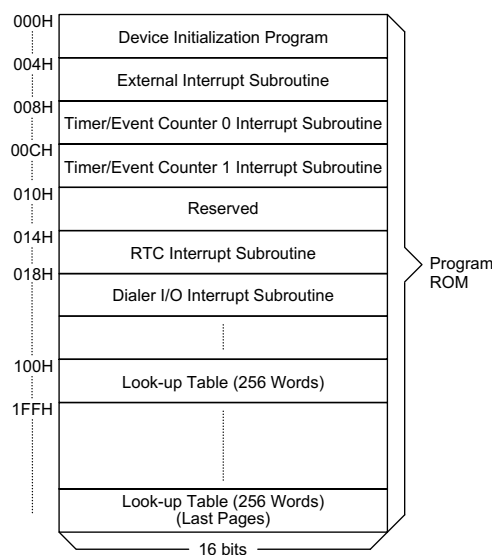 000H
Device Initialization Program
004H
External Interrupt Subroutine
008H
Timer/Event Counter 0 Interrupt Subroutine
00CH
Timer/Event Counter 1 Interrupt Subroutine
010H
Reserved
014H
RTC Interrupt Subroutine
018H
Dialer I/O Interrupt Subroutine
Program
ROM
100H
Look-up Table (256 Words)
1FFH
Look-up Table (256 Words)
(Last Pages)
16 bits